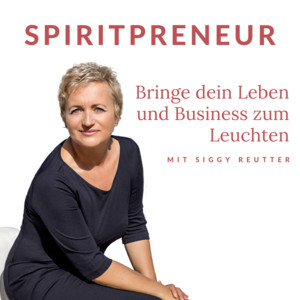 SPIRITPRENEUR
Bringe dein Leben
und Business zum
Leuchten
MIT SIGGY REUTTER